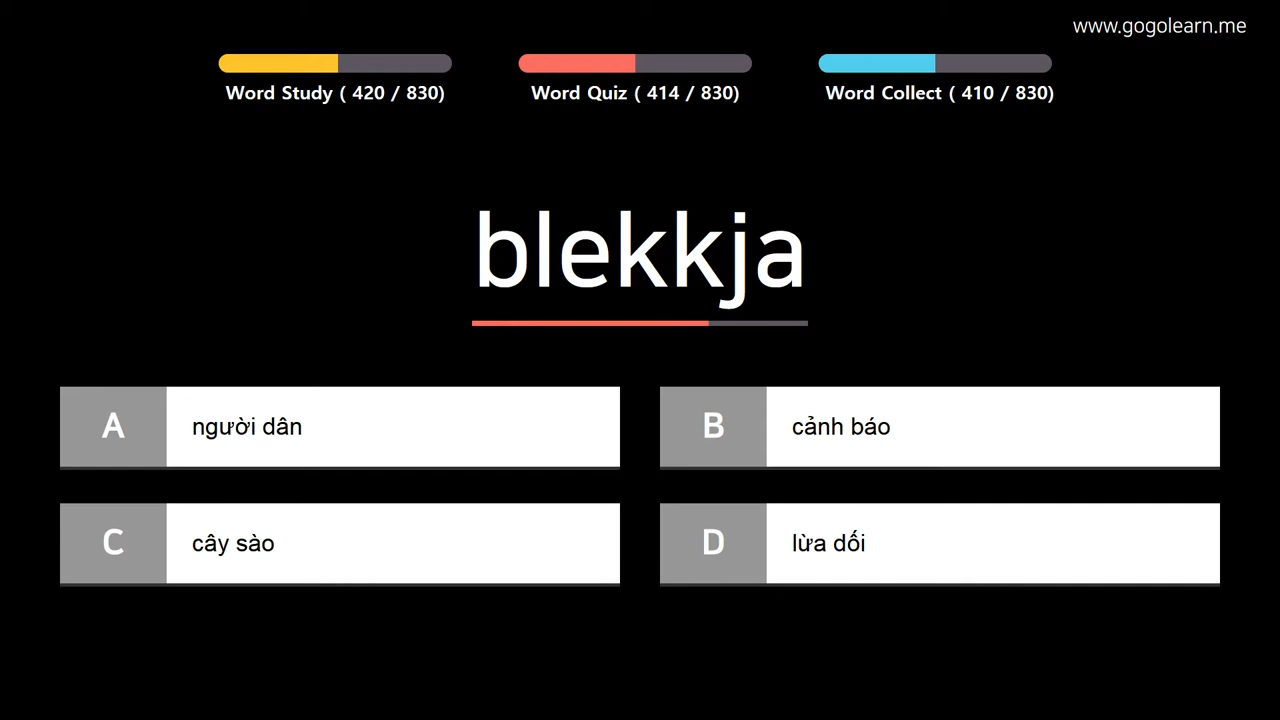 www.gogolearn.me
Word Study ( 420 / 830)
Word Quiz ( 414 / 830)
Word Collect ( 410 / 830)
blekkja
A người dân
B cảnh báo
C cây sào
D lừa dối